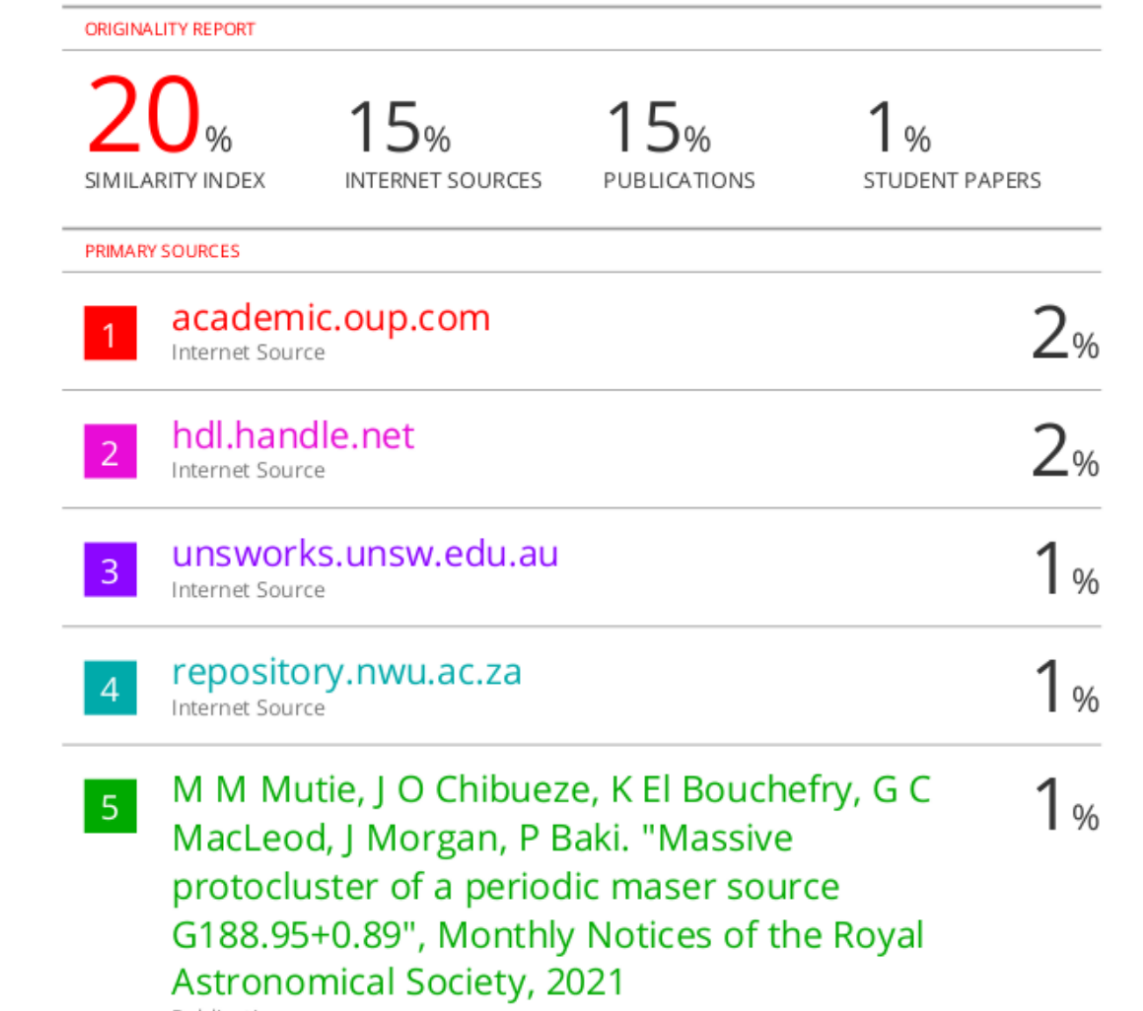 ORIGINALITY REPORT
20% 15% 15% 1%
SIMILARITY INDEX INTERNET SOURCES PUBLICATIONS STUDENT PAPERS
PRIMARY SOURCES
1 academic.oup.com 2%
Internet Source
2 hdl.handle.net 2%
Internet Source
3 unsworks.unsw.edu.au 1%
Internet Source
4 repository.nwu.ac.za 1%
Internet Source
5 M M Mutie, J O Chibueze, K El Bouchefry, G C 1%
MacLeod, J Morgan, P Baki. "Massive
protocluster of a periodic maser source
G188.95+0.89", Monthly Notices of the Royal
Astronomical Society, 2021